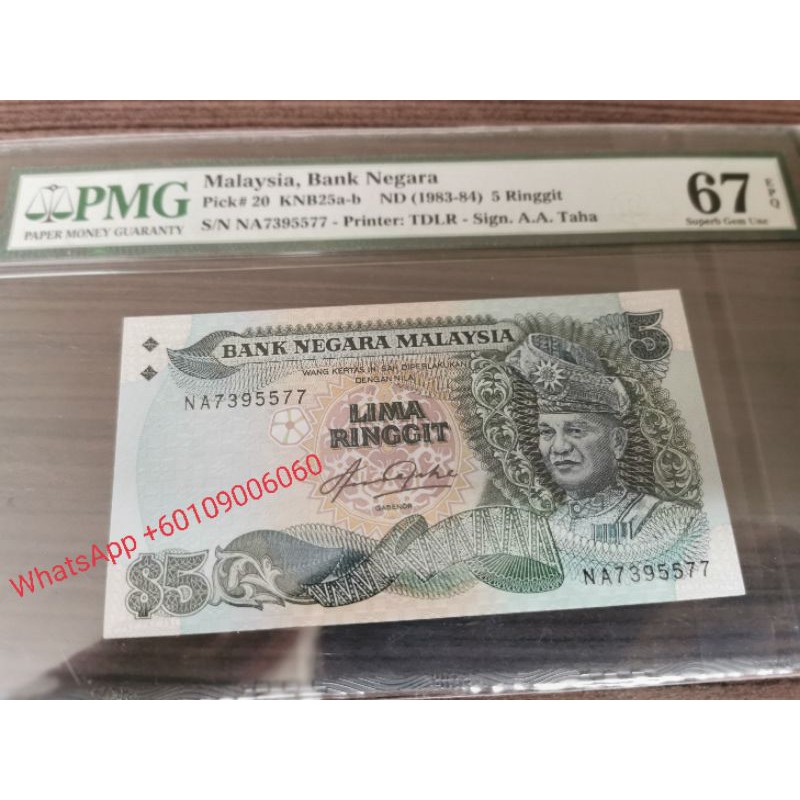 PMG
PAPER MONEY GUARANTY
Malaysia, Bank Negara
Pick# 20 KNB25a-b ND (1983-84) 5 Ringgit
S/N NA7395577 - Printer: TDLR - Sign. A.A. Taha
67
EPQ
Superb Gem Unc
BANK NEGARA MALAYSIA
5
WANG KERTAS INI SAH DIPERLAKUKAN
DENGAN NILAI
NA7395577
LIMA
RINGGIT
GABENOR
WhatsApp +60109006060
$5
NA7395577